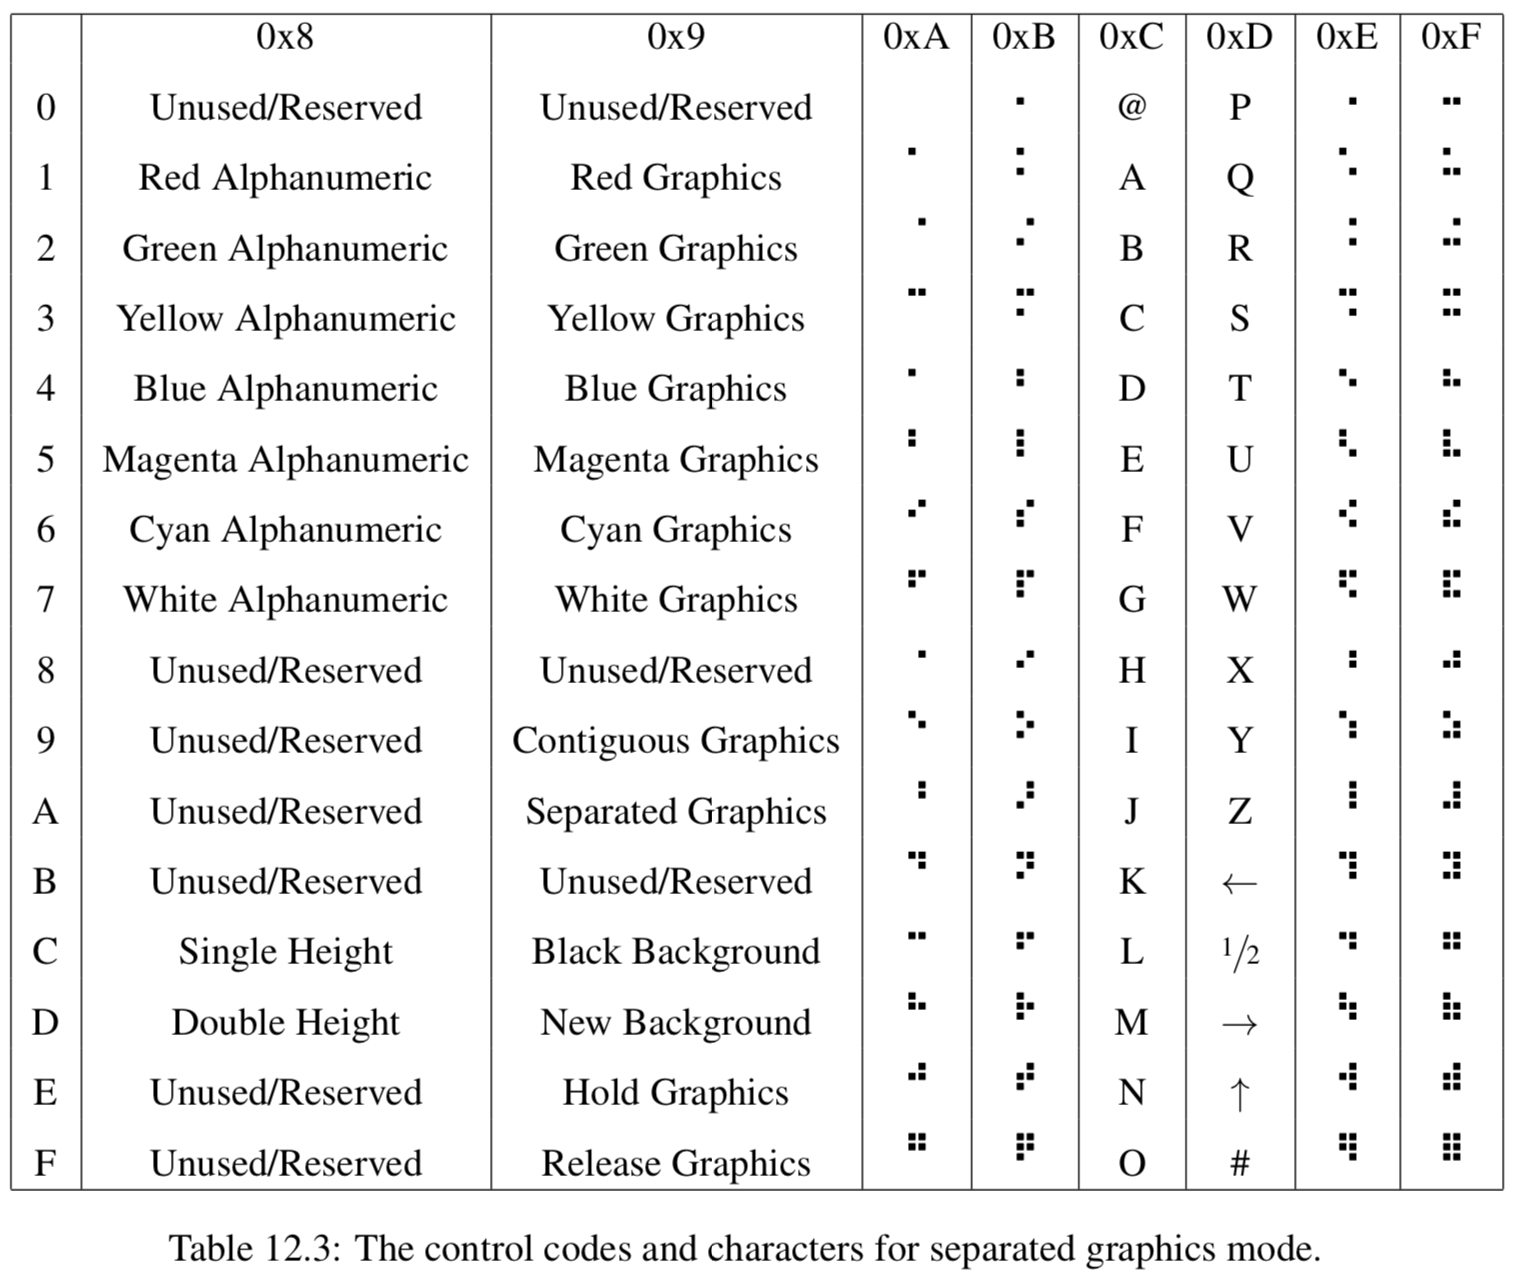 0x8 0x9 0xA 0xB 0xC 0xD 0xE 0xF
0 Unused/Reserved Unused/Reserved @ P
1 Red Alphanumeric Red Graphics A Q
2 Green Alphanumeric Green Graphics B R
3 Yellow Alphanumeric Yellow Graphics C S
4 Blue Alphanumeric Blue Graphics D T
5 Magenta Alphanumeric Magenta Graphics E U
6 Cyan Alphanumeric Cyan Graphics F V
7 White Alphanumeric White Graphics G W
8 Unused/Reserved Unused/Reserved H X
9 Unused/Reserved Contiguous Graphics I Y
A Unused/Reserved Separated Graphics J Z
B Unused/Reserved Unused/Reserved K ←
C Single Height Black Background L 1/2
D Double Height New Background M →
E Unused/Reserved Hold Graphics N ↑
F Unused/Reserved Release Graphics O #
Table 12.3: The control codes and characters for separated graphics mode.